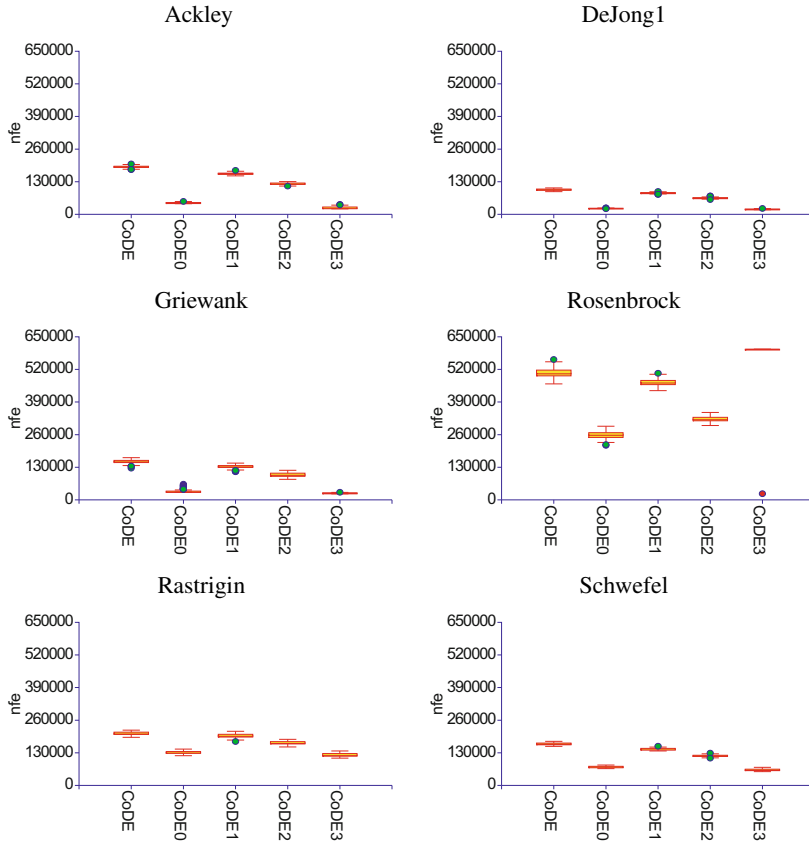 Ackley
650000
520000
390000
260000
130000
0
nfe
CoDE
CoDE0
CoDE1
CoDE2
CoDE3
DeJong1
650000
520000
390000
260000
130000
0
nfe
CoDE
CoDE0
CoDE1
CoDE2
CoDE3
Griewank
650000
520000
390000
260000
130000
0
nfe
CoDE
CoDE0
CoDE1
CoDE2
CoDE3
Rosenbrock
650000
520000
390000
260000
130000
0
nfe
CoDE
CoDE0
CoDE1
CoDE2
CoDE3
Rastrigin
650000
520000
390000
260000
130000
0
nfe
CoDE
CoDE0
CoDE1
CoDE2
CoDE3
Schwefel
650000
520000
390000
260000
130000
0
nfe
CoDE
CoDE0
CoDE1
CoDE2
CoDE3